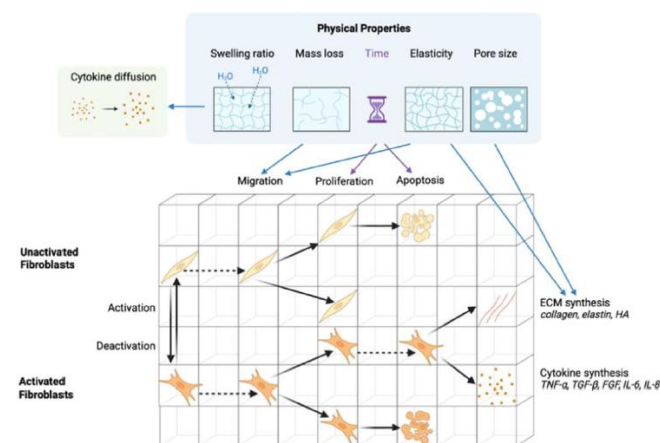 Physical Properties
Swelling ratio
Mass loss
Time
Elasticity
Pore size
H₂O
H₂O
Cytokine diffusion
Migration
Proliferation
Apoptosis
Unactivated
Fibroblasts
Activation
Deactivation
Activated
Fibroblasts
ECM synthesis
collagen, elastin, HA
Cytokine synthesis
TNF-α, TGF-β, FGF, IL-6, IL-8